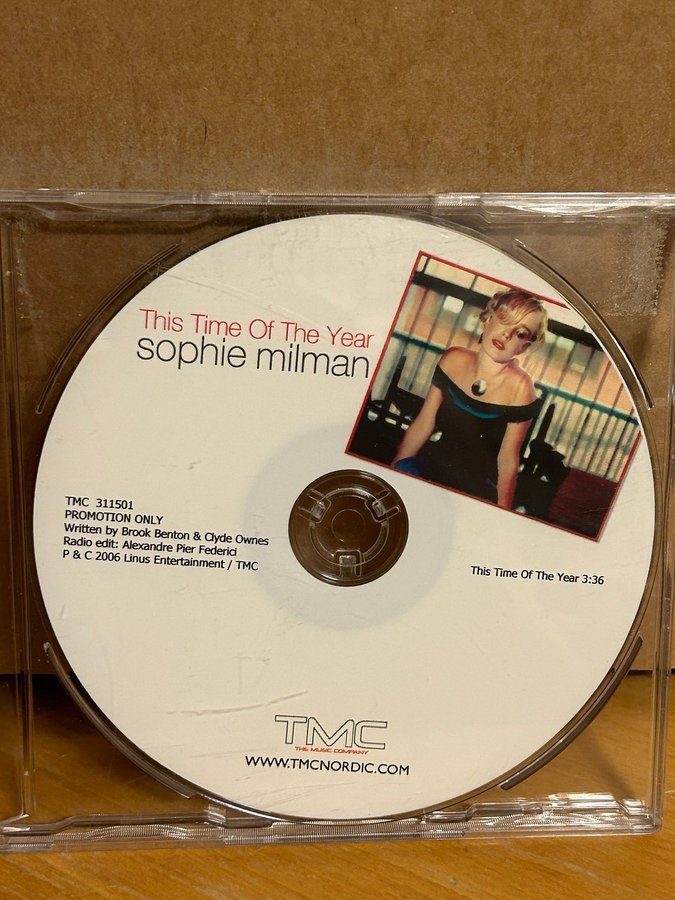 This Time Of The Year
sophie milman
TMC 311501
PROMOTION ONLY
Written by Brook Benton & Clyde Ownes
Radio edit: Alexandre Pier Federici
P & C 2006 Linus Entertainment / TMC
This Time Of The Year 3:36
TMC
THE MUSIC COMPANY
WWW.TMCNORDIC.COM